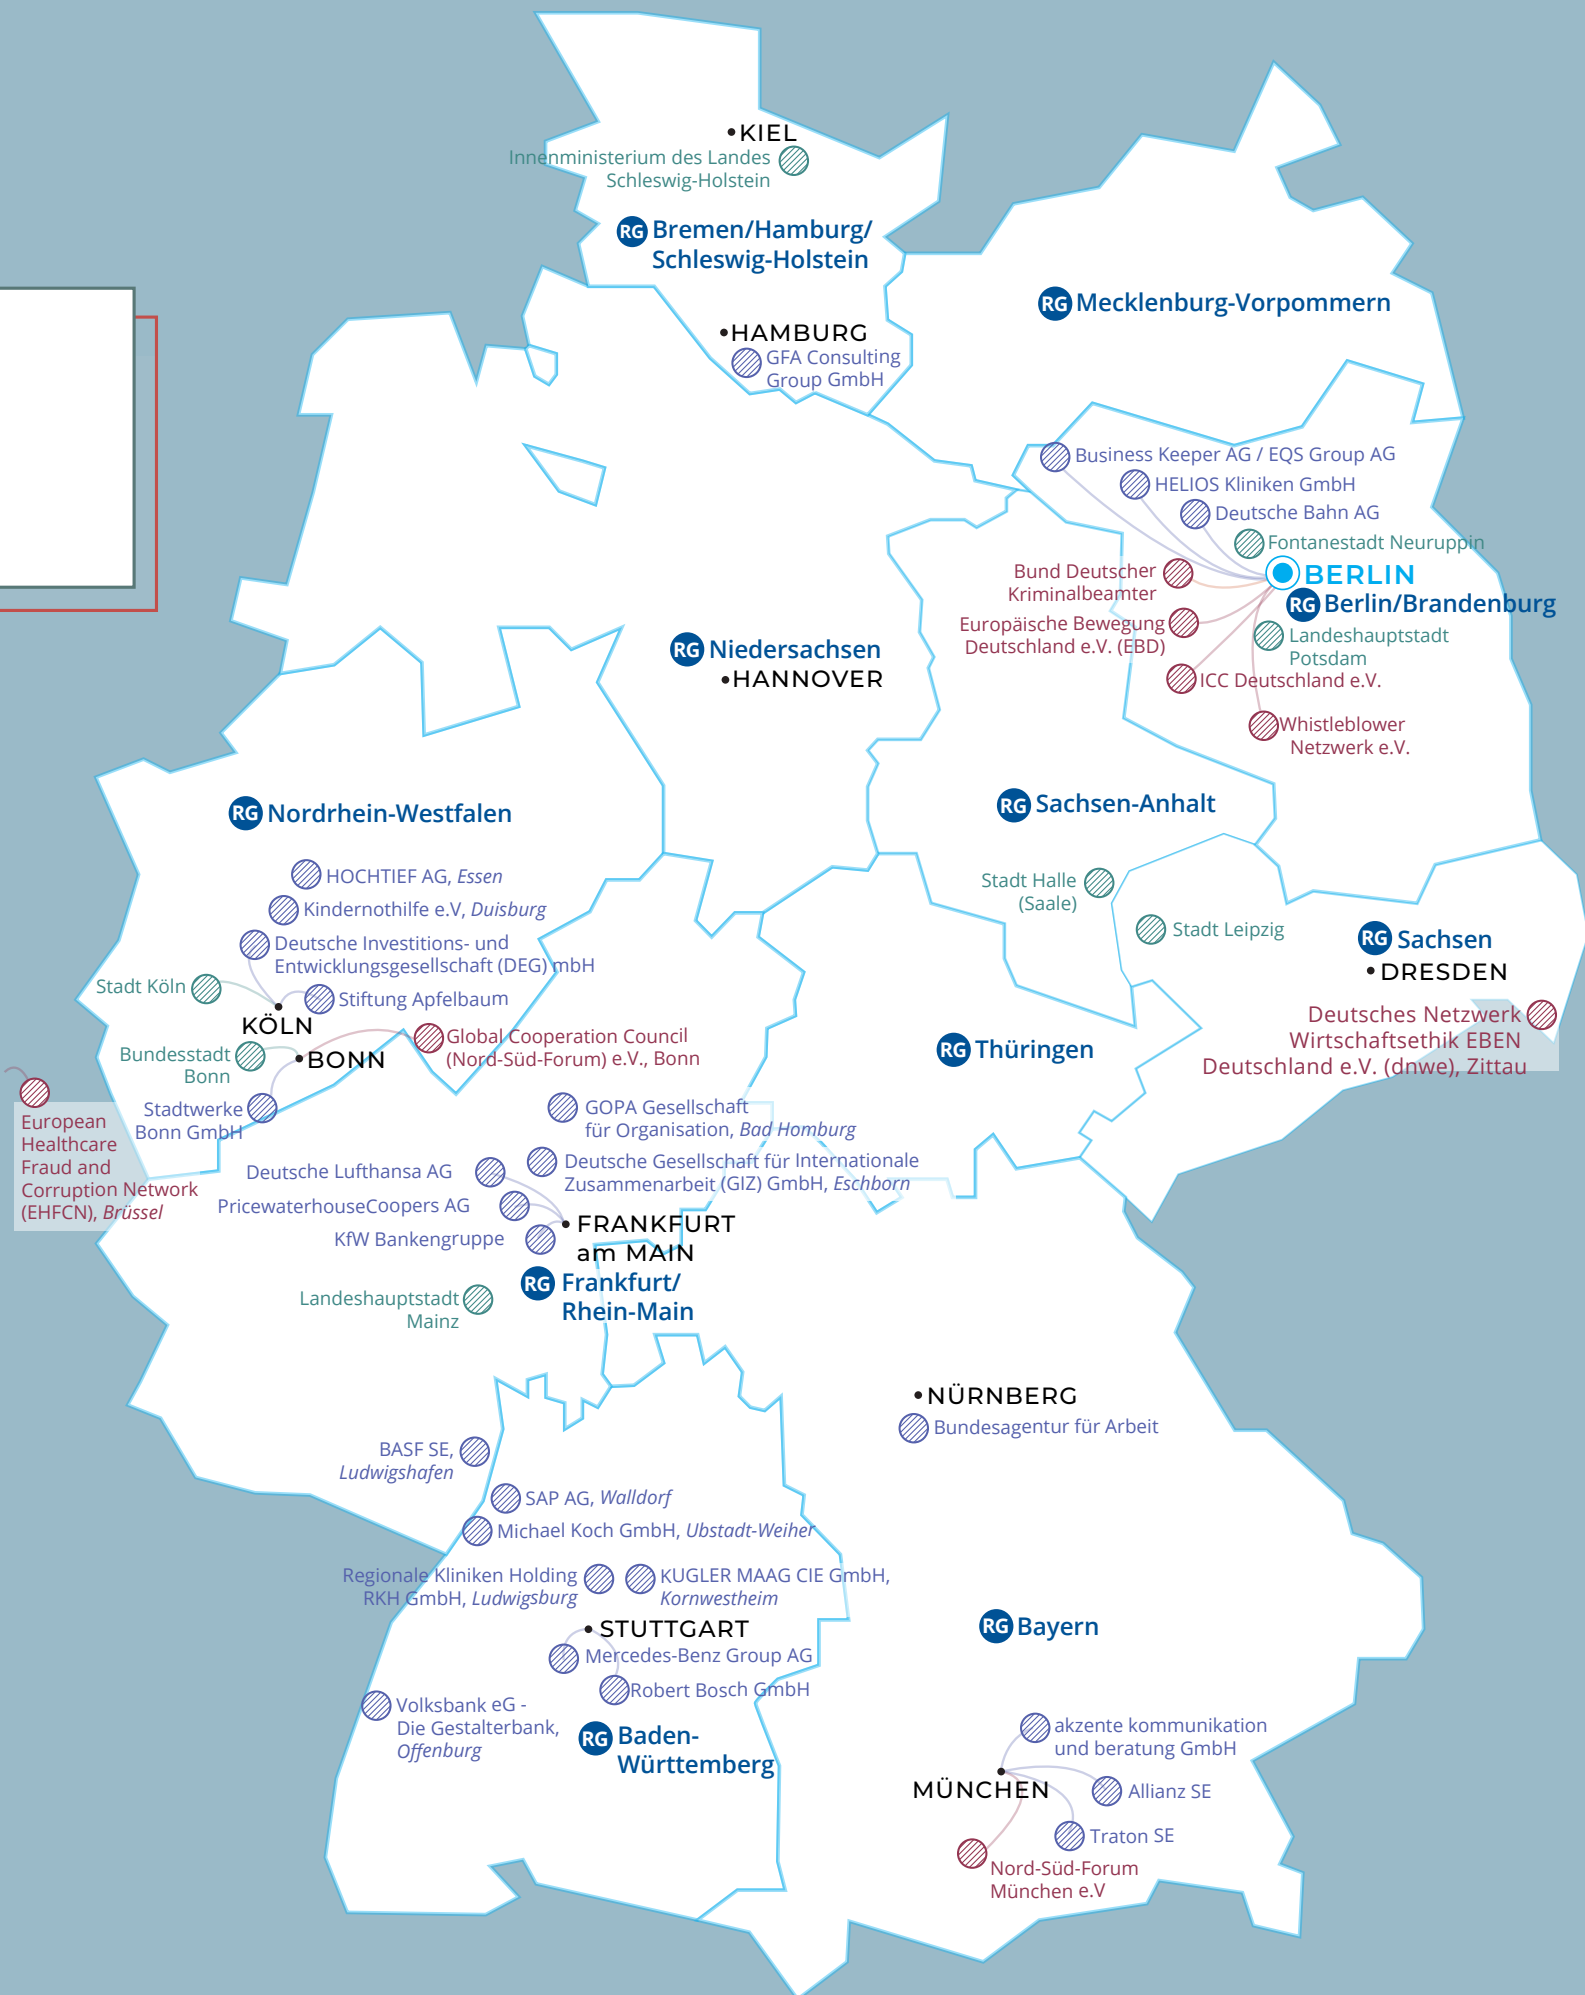 KIEL
Innenministerium des Landes
Schleswig-Holstein
RG Bremen/Hamburg/
Schleswig-Holstein
RG Mecklenburg-Vorpommern
HAMBURG
GFA Consulting
Group GmbH
Business Keeper AG / EQS Group AG
HELIOS Kliniken GmbH
Deutsche Bahn AG
Fontanestadt Neuruppin
BERLIN
RG Berlin/Brandenburg
Bund Deutscher
Kriminalbeamter
Europäische Bewegung
Deutschland e.V. (EBD)
Landeshauptstadt
Potsdam
ICC Deutschland e.V.
Whistleblower
Netzwerk e.V.
RG Niedersachsen
HANNOVER
RG Nordrhein-Westfalen
RG Sachsen-Anhalt
HOCHTIEF AG, Essen
Kindernothilfe e.V, Duisburg
Deutsche Investitions- und
Entwicklungsgesellschaft (DEG) mbH
Stadt Köln
Stiftung Apfelbaum
KÖLN
Global Cooperation Council
(Nord-Süd-Forum) e.V., Bonn
Bundesstadt
Bonn
BONN
Stadtwerke
Bonn GmbH
European
Healthcare
Fraud and
Corruption Network
(EHFCN), Brüssel
Stadt Halle
(Saale)
Stadt Leipzig
RG Sachsen
DRESDEN
Deutsches Netzwerk
Wirtschaftsethik EBEN
Deutschland e.V. (dnwe), Zittau
RG Thüringen
GOPA Gesellschaft
für Organisation, Bad Homburg
Deutsche Gesellschaft für Internationale
Zusammenarbeit (GIZ) GmbH, Eschborn
Deutsche Lufthansa AG
PricewaterhouseCoopers AG
KfW Bankengruppe
FRANKFURT
am MAIN
RG Frankfurt/
Rhein-Main
Landeshauptstadt
Mainz
NÜRNBERG
Bundesagentur für Arbeit
BASF SE,
Ludwigshafen
SAP AG, Walldorf
Michael Koch GmbH, Ubstadt-Weiher
Regionale Kliniken Holding
RKH GmbH, Ludwigsburg
KUGLER MAAG CIE GmbH,
Kornwestheim
STUTTGART
Mercedes-Benz Group AG
Robert Bosch GmbH
Volksbank eG -
Die Gestalterbank,
Offenburg
RG Baden-
Württemberg
RG Bayern
akzente kommunikation
und beratung GmbH
MÜNCHEN
Allianz SE
Traton SE
Nord-Süd-Forum
München e.V